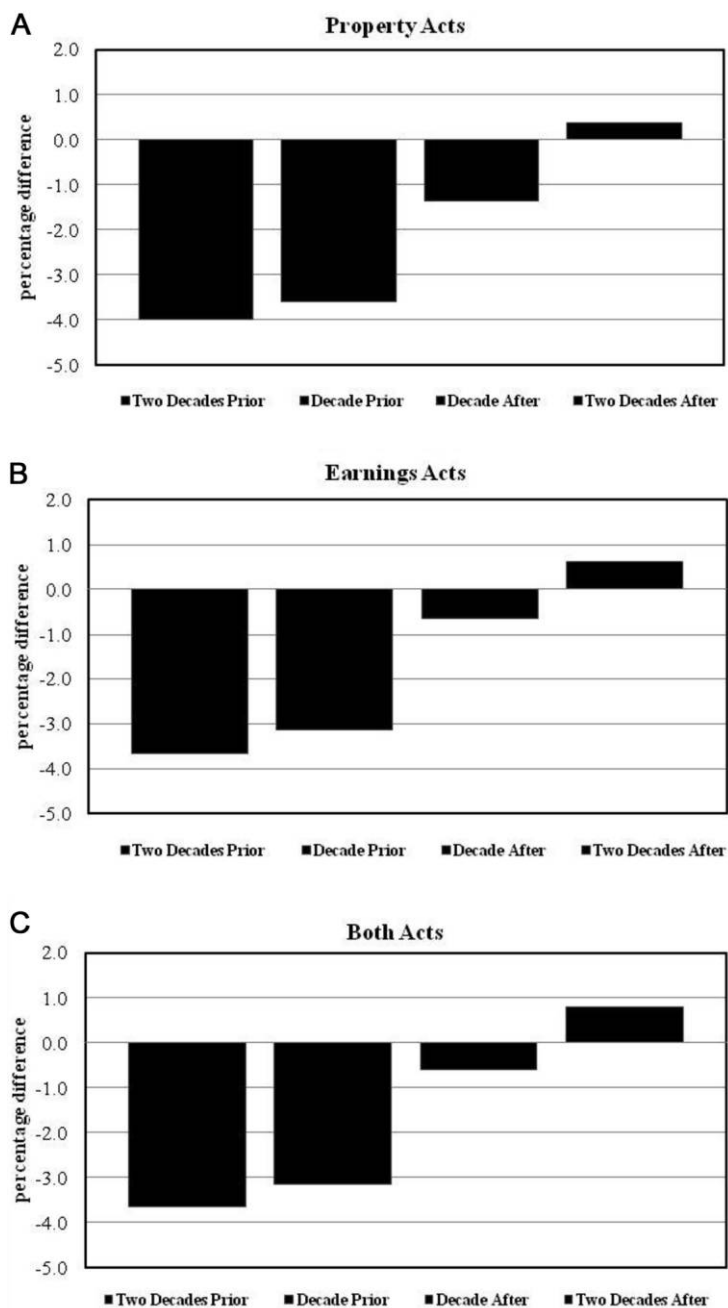 A
Property Acts
percentage difference
2.0
1.0
0.0
-1.0
-2.0
-3.0
-4.0
-5.0
■Two Decades Prior ■Decade Prior ■Decade After ■Two Decades After
B
Earnings Acts
percentage difference
2.0
1.0
0.0
-1.0
-2.0
-3.0
-4.0
-5.0
■Two Decades Prior ■Decade Prior ■Decade After ■Two Decades After
C
Both Acts
percentage difference
2.0
1.0
0.0
-1.0
-2.0
-3.0
-4.0
-5.0
■Two Decades Prior ■Decade Prior ■Decade After ■Two Decades After